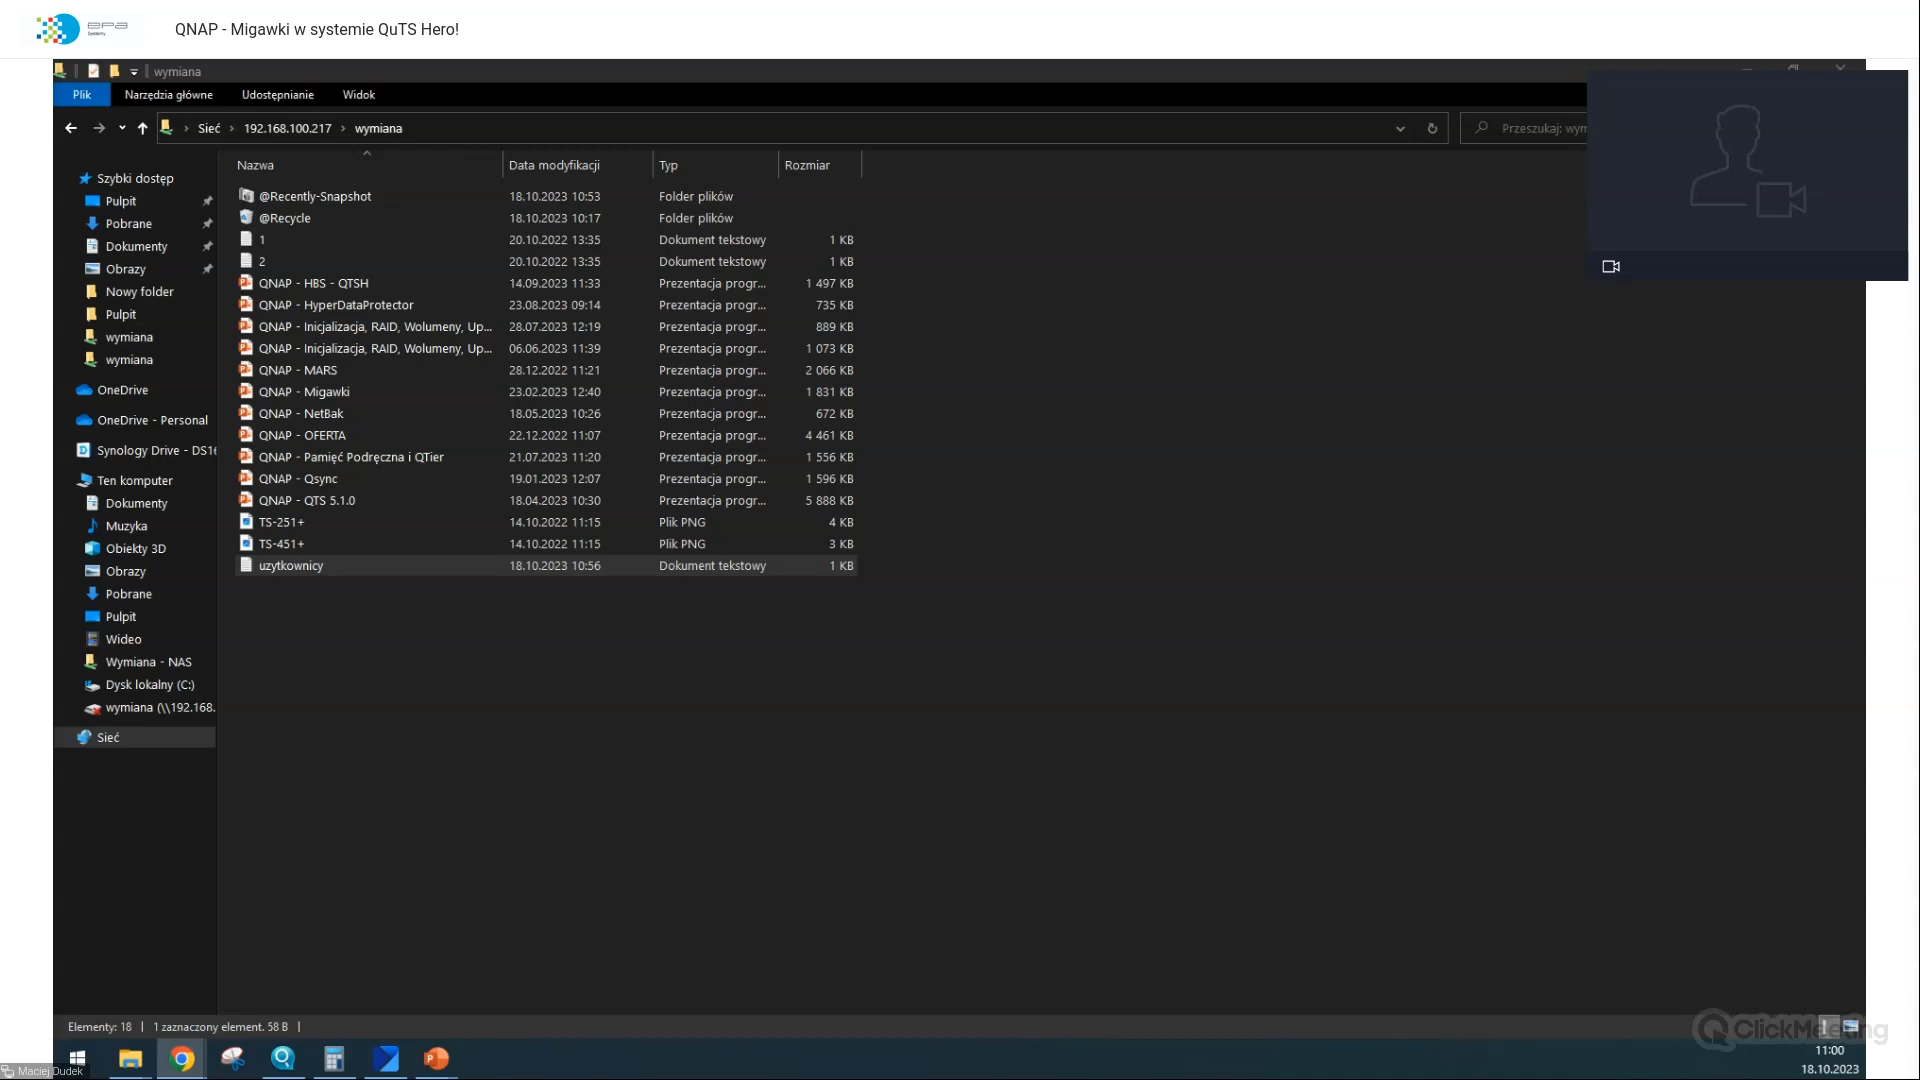 epa
Systemy
QNAP - Migawki w systemie QuTS Hero!
wymiana
Plik Narzędzia główne Udostępnianie Widok
Sieć 192.168.100.217 wymiana
Przeszukaj: wym
Nazwa Data modyfikacji Typ Rozmiar
@Recently-Snapshot 18.10.2023 10:53 Folder plików
@Recycle 18.10.2023 10:17 Folder plików
1 20.10.2022 13:35 Dokument tekstowy 1 KB
2 20.10.2022 13:35 Dokument tekstowy 1 KB
QNAP - HBS - QTSH 14.09.2023 11:33 Prezentacja progr... 1 497 KB
QNAP - HyperDataProtector 23.08.2023 09:14 Prezentacja progr... 735 KB
QNAP - Inicjalizacja, RAID, Wolumeny, Up... 28.07.2023 12:19 Prezentacja progr... 889 KB
QNAP - Inicjalizacja, RAID, Wolumeny, Up... 06.06.2023 11:39 Prezentacja progr... 1 073 KB
QNAP - MARS 28.12.2022 11:21 Prezentacja progr... 2 066 KB
QNAP - Migawki 23.02.2023 12:40 Prezentacja progr... 1 831 KB
QNAP - NetBak 18.05.2023 10:26 Prezentacja progr... 672 KB
QNAP - OFERTA 22.12.2022 11:07 Prezentacja progr... 4 461 KB
QNAP - Pamięć Podręczna i QTier 21.07.2023 11:20 Prezentacja progr... 1 556 KB
QNAP - Qsync 19.01.2023 12:07 Prezentacja progr... 1 596 KB
QNAP - QTS 5.1.0 18.04.2023 10:30 Prezentacja progr... 5 888 KB
TS-251+ 14.10.2022 11:15 Plik PNG 4 KB
TS-451+ 14.10.2022 11:15 Plik PNG 3 KB
uzytkownicy 18.10.2023 10:56 Dokument tekstowy 1 KB
Szybki dostęp
Pulpit
Pobrane
Dokumenty
Obrazy
Nowy folder
Pulpit
wymiana
wymiana
OneDrive
OneDrive - Personal
Synology Drive - DS16
Ten komputer
Dokumenty
Muzyka
Obiekty 3D
Obrazy
Pobrane
Pulpit
Wideo
Wymiana - NAS
Dysk lokalny (C:)
wymiana (\\192.168.
Sieć
Elementy: 18 1 zaznaczony element. 58 B
ClickMeeting
11:00
18.10.2023
Maciej Dudek